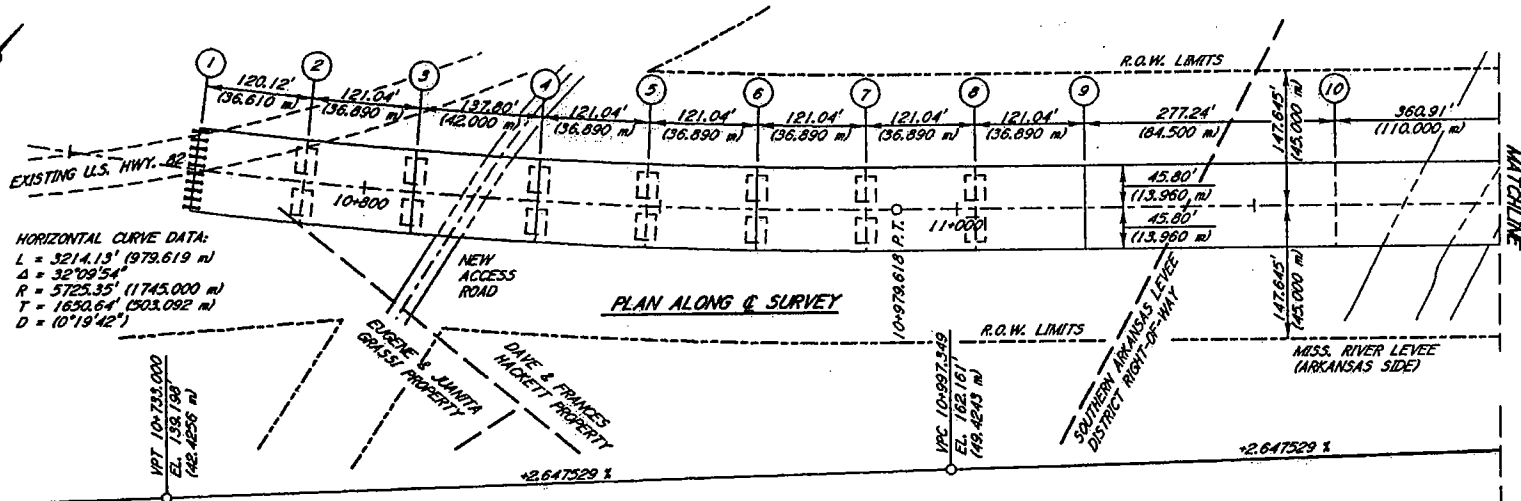 1 2 3 4 5 6 7 8 9 10
120.12'
(36.610 m)
121.04'
(36.890 m)
137.80'
(42.000 m)
121.04'
(36.890 m)
121.04'
(36.890 m)
121.04'
(36.890 m)
121.04'
(36.890 m)
121.04'
(36.890 m)
277.24'
(84.500 m)
360.91'
(110.000 m)
R.O.W. LIMITS
147.645'
(45.000 m)
147.645'
(45.000 m)
MATCHLINE
EXISTING U.S. HWY. 82
10+800
11+000
45.80'
(13.960 m)
45.80'
(13.960 m)
10+979.618 P.T.
HORIZONTAL CURVE DATA:
L = 3214.13' (979.619 m)
Δ = 32°09'54"
R = 5725.35' (1745.000 m)
T = 1650.64' (503.092 m)
D = (0°19'42")
NEW
ACCESS
ROAD
PLAN ALONG ℄ SURVEY
R.O.W. LIMITS
EUGENE & JUANITA
GRASSI PROPERTY
DAVE & FRANCES
HACKETT PROPERTY
SOUTHERN ARKANSAS LEVEE
DISTRICT RIGHT-OF-WAY
MISS. RIVER LEVEE
(ARKANSAS SIDE)
VPT 10+733.000
EL. 139.198'
(42.4256 m)
VPC 10+997.349
EL. 162.161'
(49.4243 m)
+2.647529 %
+2.647529 %